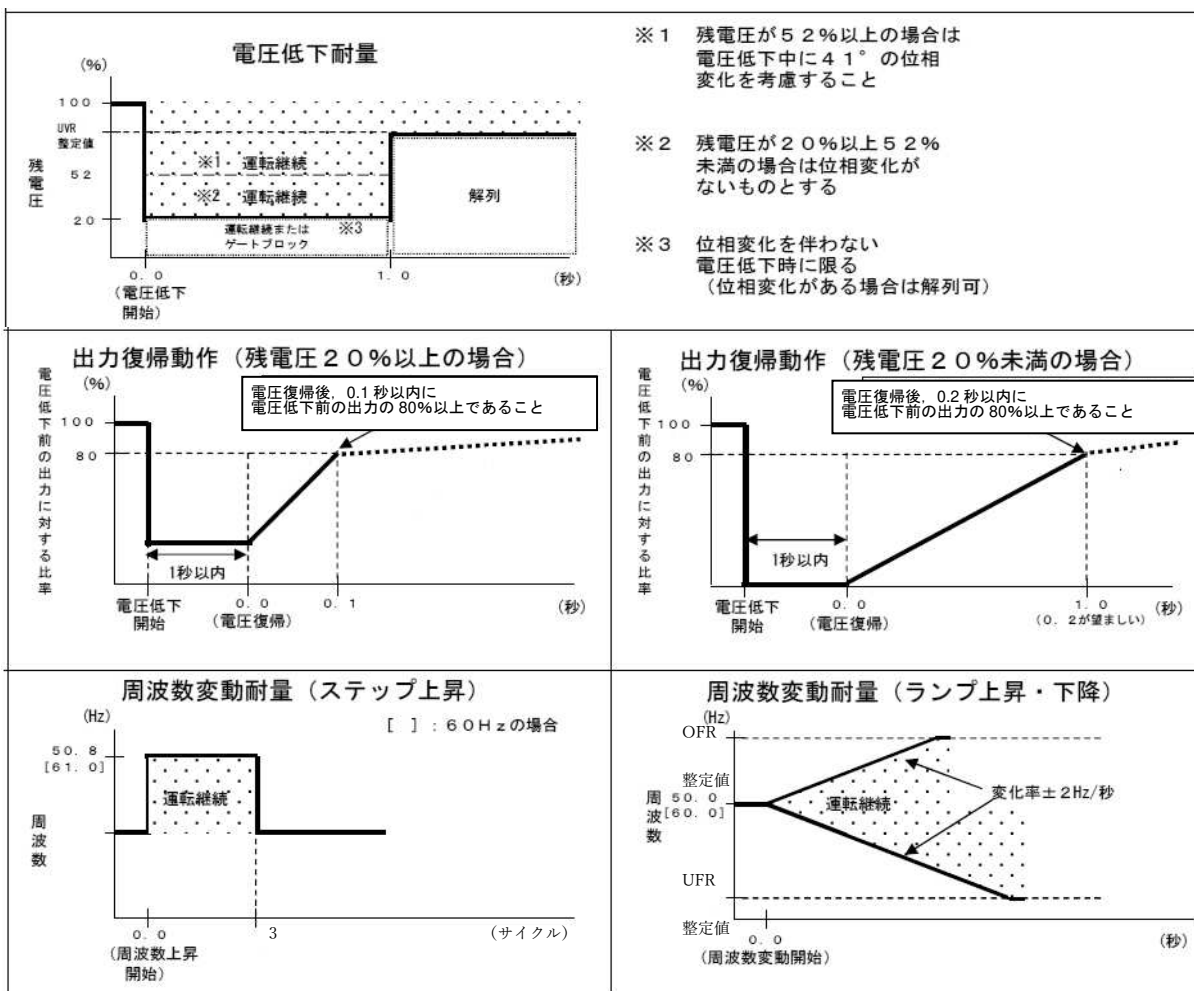 電圧低下耐量
(%)
100
UVR
整定値
残電圧
52
20
※1 運転継続
※2 運転継続
運転継続または ※3
ゲートブロック
解列
0.0
1.0
(秒)
(電圧低下
開始)
※1 残電圧が52%以上の場合は
電圧低下中に41°の位相
変化を考慮すること
※2 残電圧が20%以上52%
未満の場合は位相変化が
ないものとする
※3 位相変化を伴わない
電圧低下時に限る
(位相変化がある場合は解列可)
出力復帰動作(残電圧20%以上の場合)
電圧低下前の出力に対する比率
(%)
電圧復帰後,0.1秒以内に
電圧低下前の出力の80%以上であること
100
80
1秒以内
電圧低下
開始
0.0
(電圧復帰)
0.1
(秒)
出力復帰動作(残電圧20%未満の場合)
電圧低下前の出力に対する比率
(%)
電圧復帰後,0.2秒以内に
電圧低下前の出力の80%以上であること
100
80
1秒以内
電圧低下
開始
0.0
(電圧復帰)
1.0
(0.2が望ましい)
(秒)
周波数変動耐量(ステップ上昇)
(Hz)
[ ]:60Hzの場合
50.8
[61.0]
運転継続
周波数
0.0
3
(サイクル)
(周波数上昇
開始)
周波数変動耐量(ランプ上昇・下降)
(Hz)
OFR
整定値
周波数
50.0
[60.0]
運転継続
変化率±2Hz/秒
UFR
整定値
0.0
(秒)
(周波数変動開始)